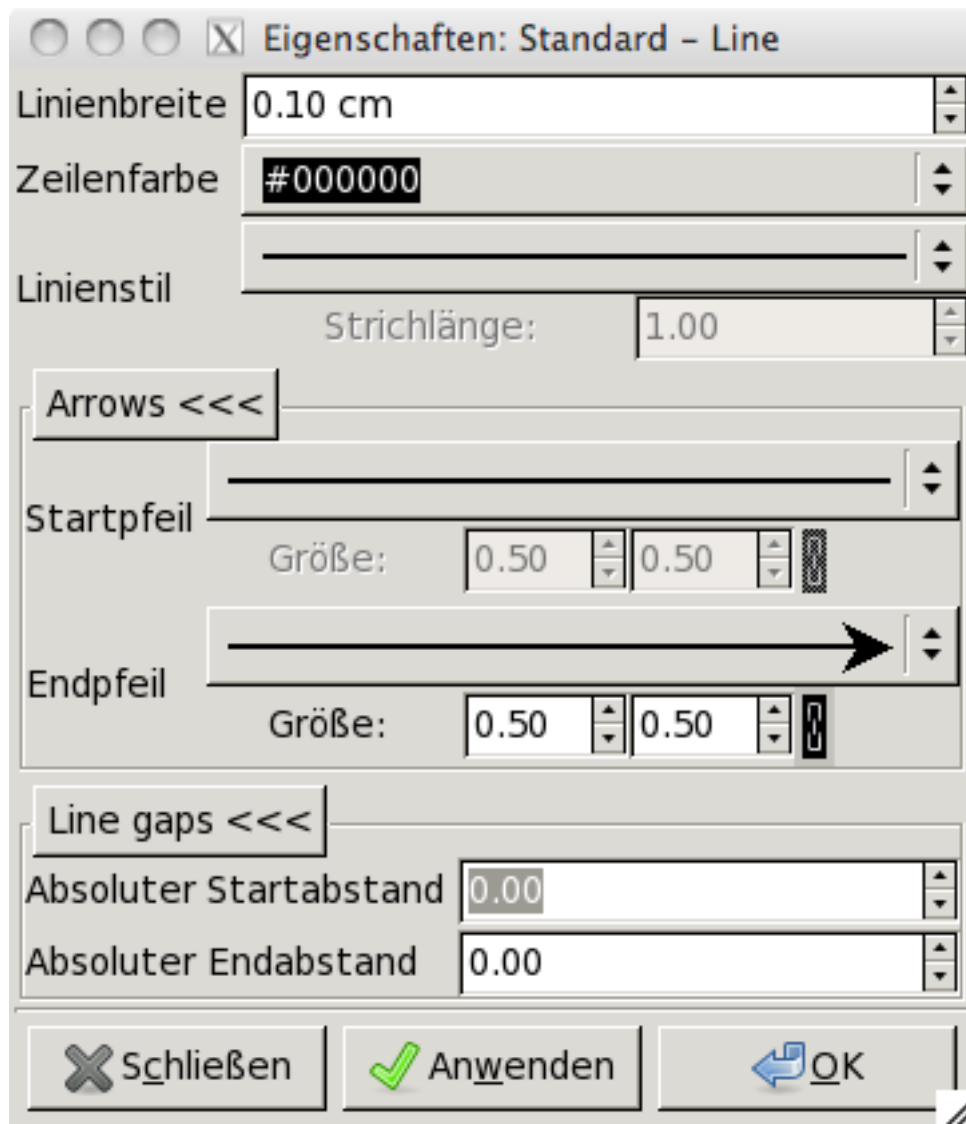 X Eigenschaften: Standard – Line
Linienbreite 0.10 cm
Zeilenfarbe #000000
Linienstil
Strichlänge: 1.00
Arrows <<<
Startpfeil
Größe: 0.50 0.50
Endpfeil
Größe: 0.50 0.50
Line gaps <<<
Absoluter Startabstand 0.00
Absoluter Endabstand 0.00
Schließen Anwenden OK